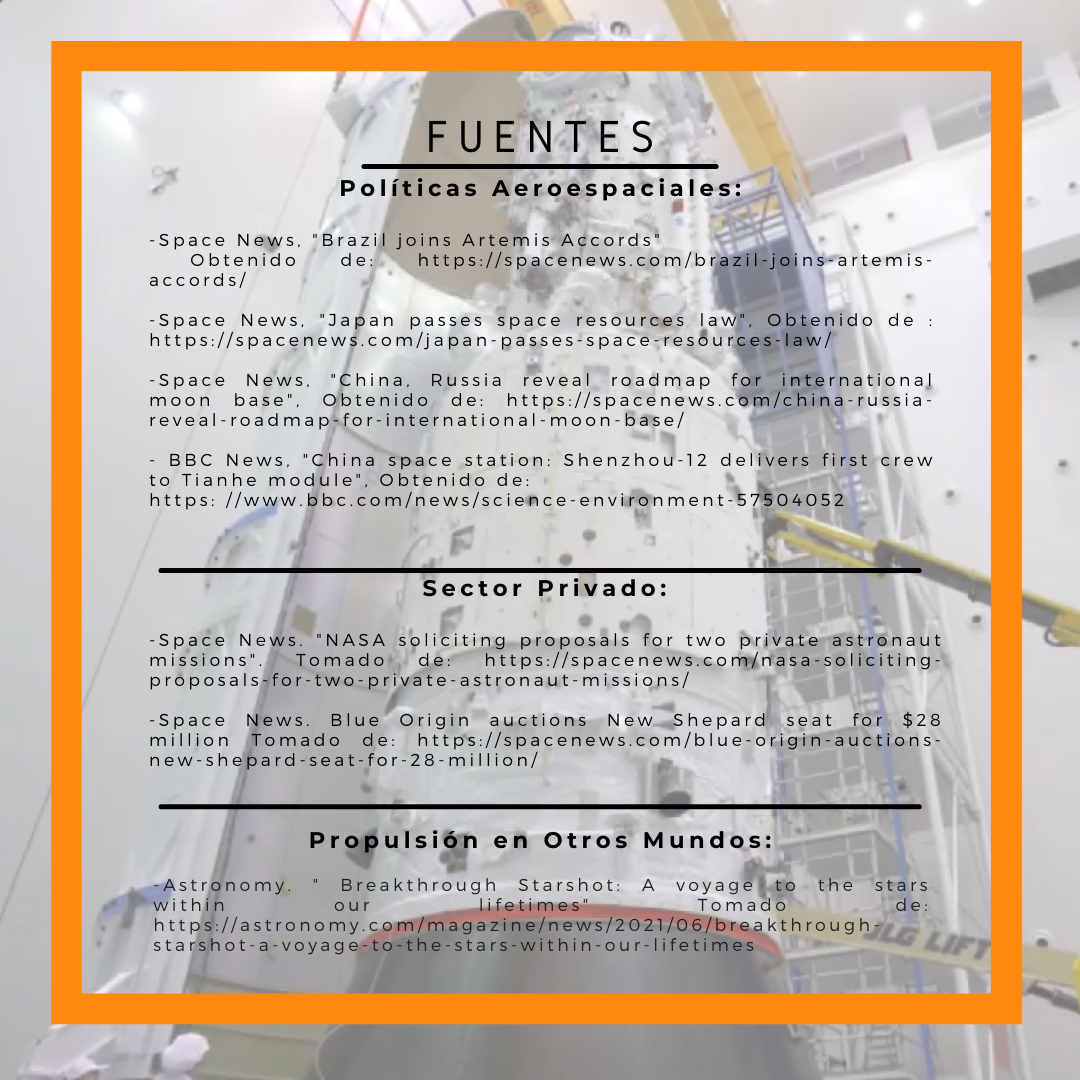 FUENTES
Políticas Aeroespaciales:
-Space News, "Brazil joins Artemis Accords"
Obtenido de: https://spacenews.com/brazil-joins-artemis-
accords/
-Space News, "Japan passes space resources law", Obtenido de :
https://spacenews.com/japan-passes-space-resources-law/
-Space News, "China, Russia reveal roadmap for international
moon base", Obtenido de: https://spacenews.com/china-russia-
reveal-roadmap-for-international-moon-base/
- BBC News, "China space station: Shenzhou-12 delivers first crew
to Tianhe module", Obtenido de:
https: //www.bbc.com/news/science-environment-57504052
Sector Privado:
-Space News. "NASA soliciting proposals for two private astronaut
missions". Tomado de: https://spacenews.com/nasa-soliciting-
proposals-for-two-private-astronaut-missions/
-Space News. Blue Origin auctions New Shepard seat for $28
million Tomado de: https://spacenews.com/blue-origin-auctions-
new-shepard-seat-for-28-million/
Propulsión en Otros Mundos:
-Astronomy. " Breakthrough Starshot: A voyage to the stars
within our lifetimes" Tomado de:
https://astronomy.com/magazine/news/2021/06/breakthrough-
starshot-a-voyage-to-the-stars-within-our-lifetimes
JLG LIFT